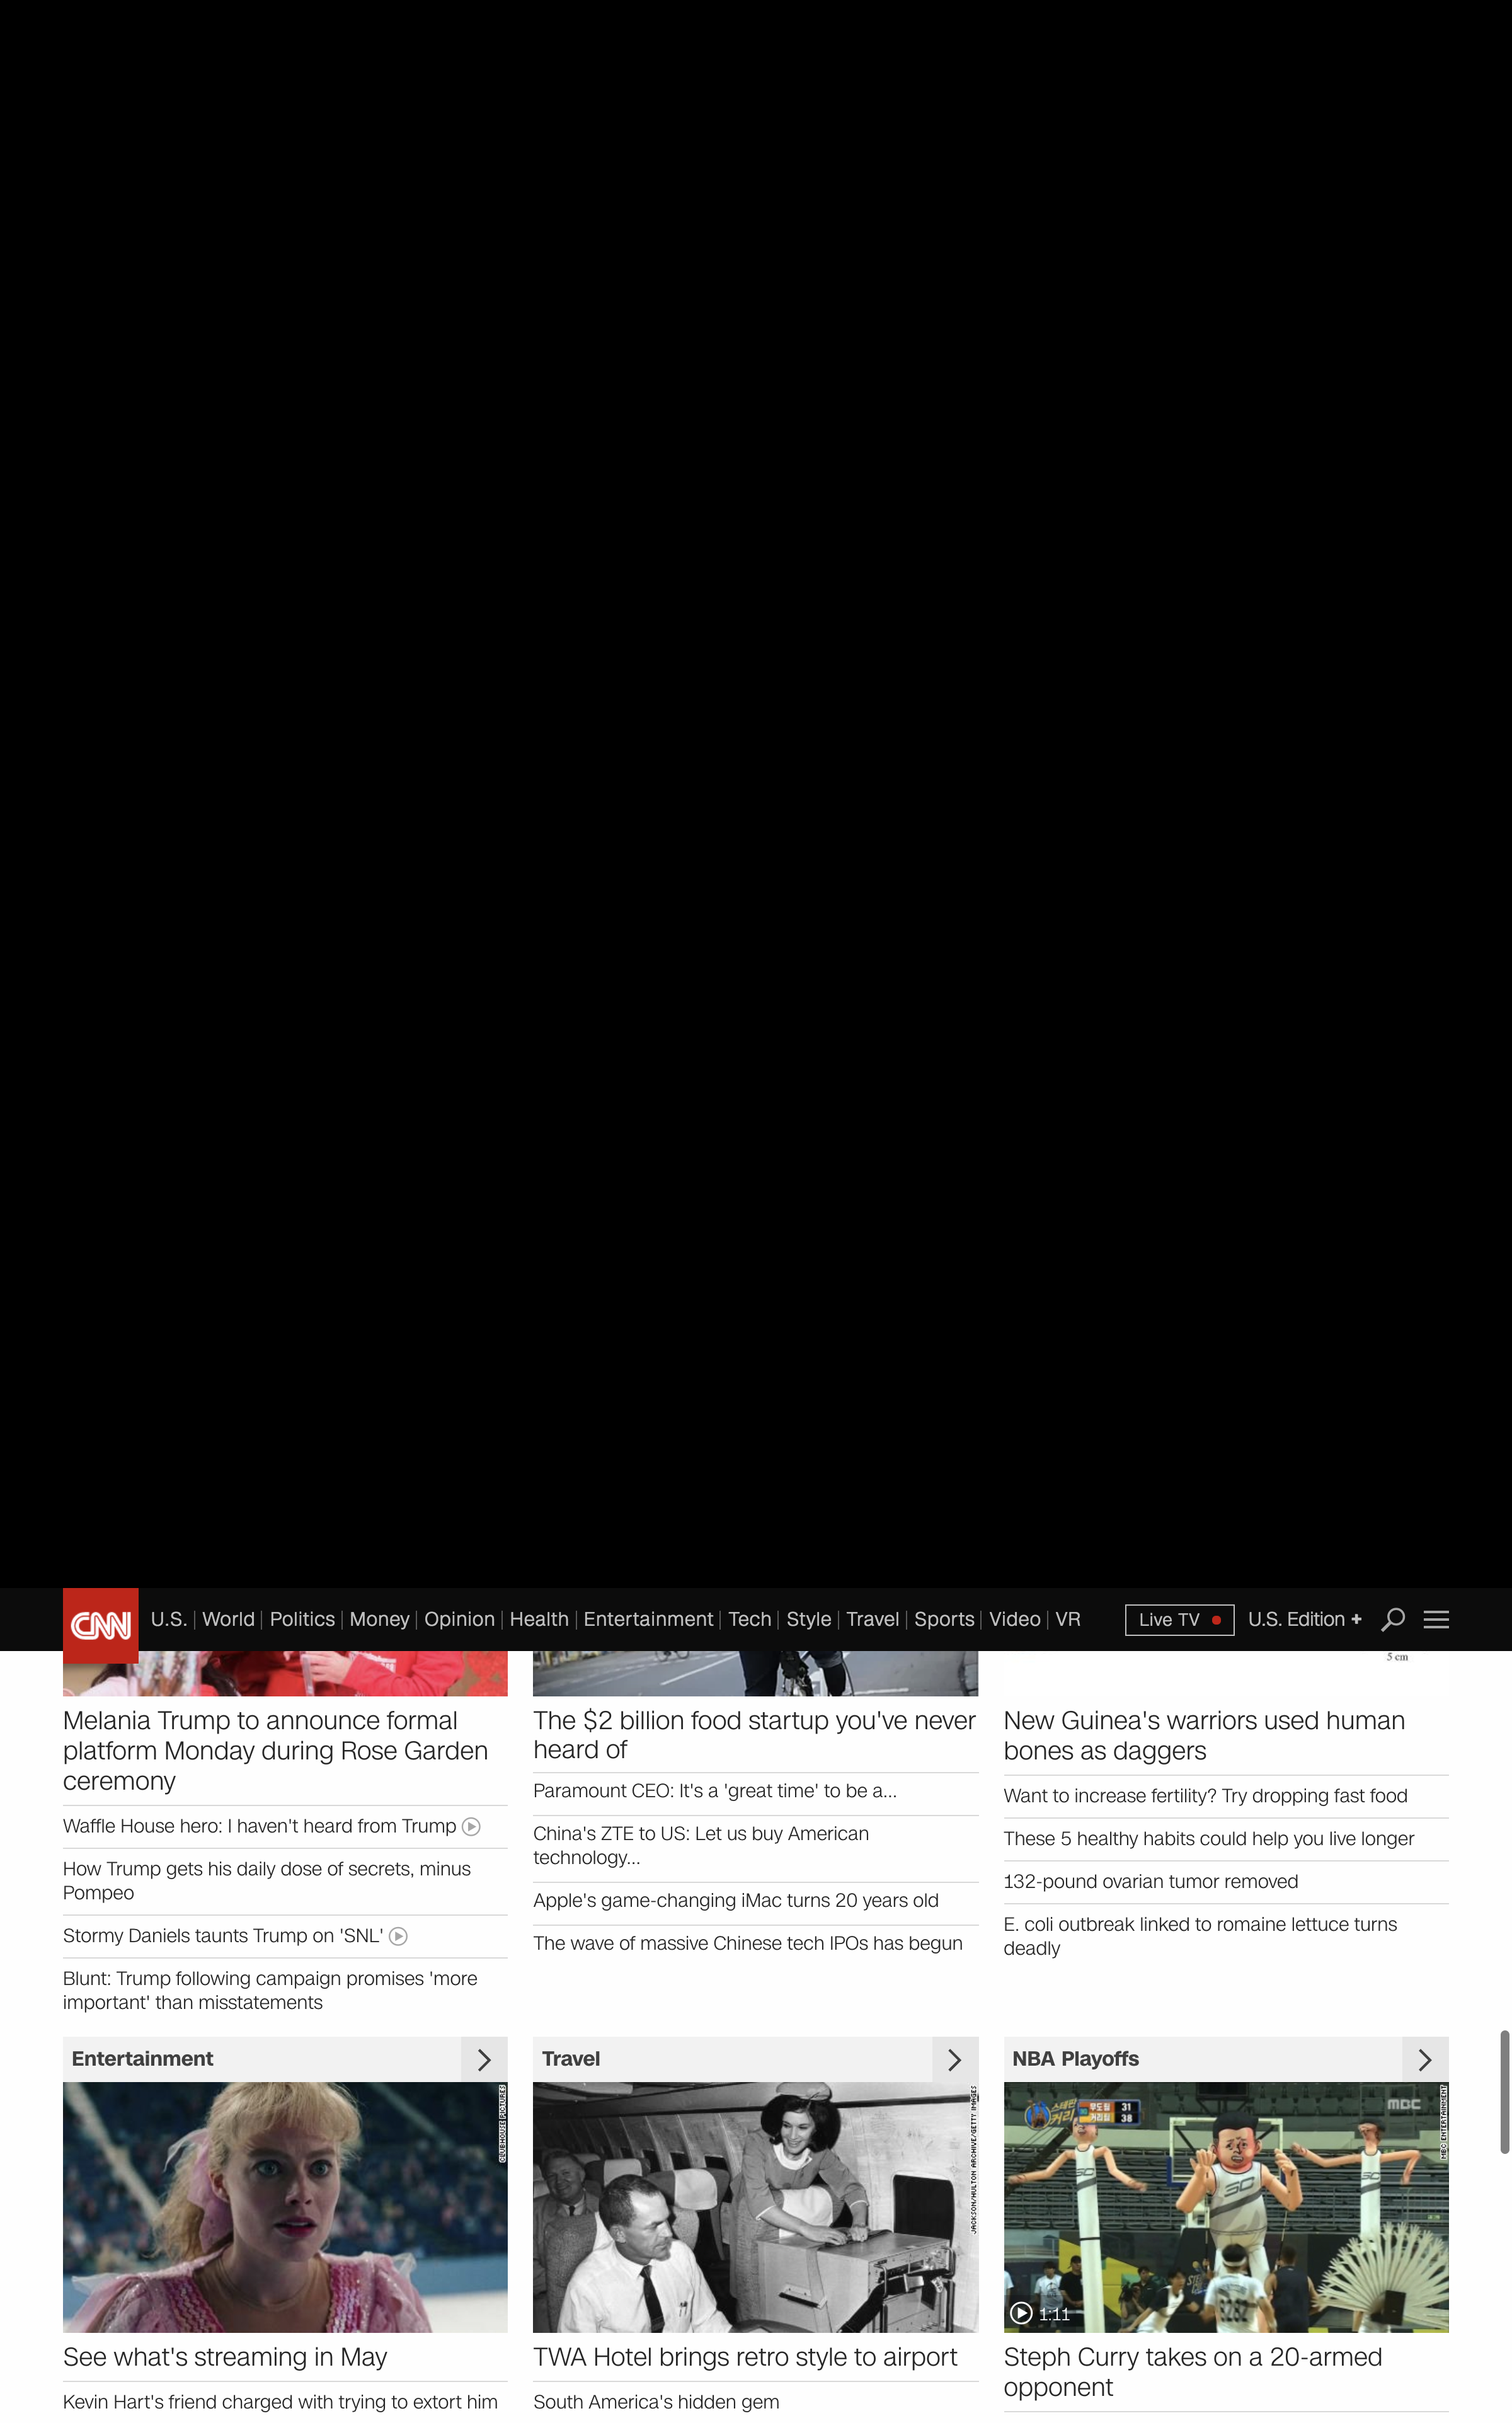 CNN
U.S. World Politics Money Opinion Health Entertainment Tech Style Travel Sports Video VR
Live TV
U.S. Edition +
Melania Trump to announce formal
platform Monday during Rose Garden
ceremony
Waffle House hero: I haven't heard from Trump
How Trump gets his daily dose of secrets, minus
Pompeo
Stormy Daniels taunts Trump on 'SNL'
Blunt: Trump following campaign promises 'more
important' than misstatements
The $2 billion food startup you've never
heard of
Paramount CEO: It's a 'great time' to be a...
China's ZTE to US: Let us buy American
technology...
Apple's game-changing iMac turns 20 years old
The wave of massive Chinese tech IPOs has begun
5 cm
New Guinea's warriors used human
bones as daggers
Want to increase fertility? Try dropping fast food
These 5 healthy habits could help you live longer
132-pound ovarian tumor removed
E. coli outbreak linked to romaine lettuce turns
deadly
Entertainment
CLUBHOUSE PICTURES
See what's streaming in May
Kevin Hart's friend charged with trying to extort him
Travel
JACKSON/HULTON ARCHIVE/GETTY IMAGES
TWA Hotel brings retro style to airport
South America's hidden gem
NBA Playoffs
31
38
MBC
MBC ENTERTAINMENT
30
1:11
Steph Curry takes on a 20-armed
opponent